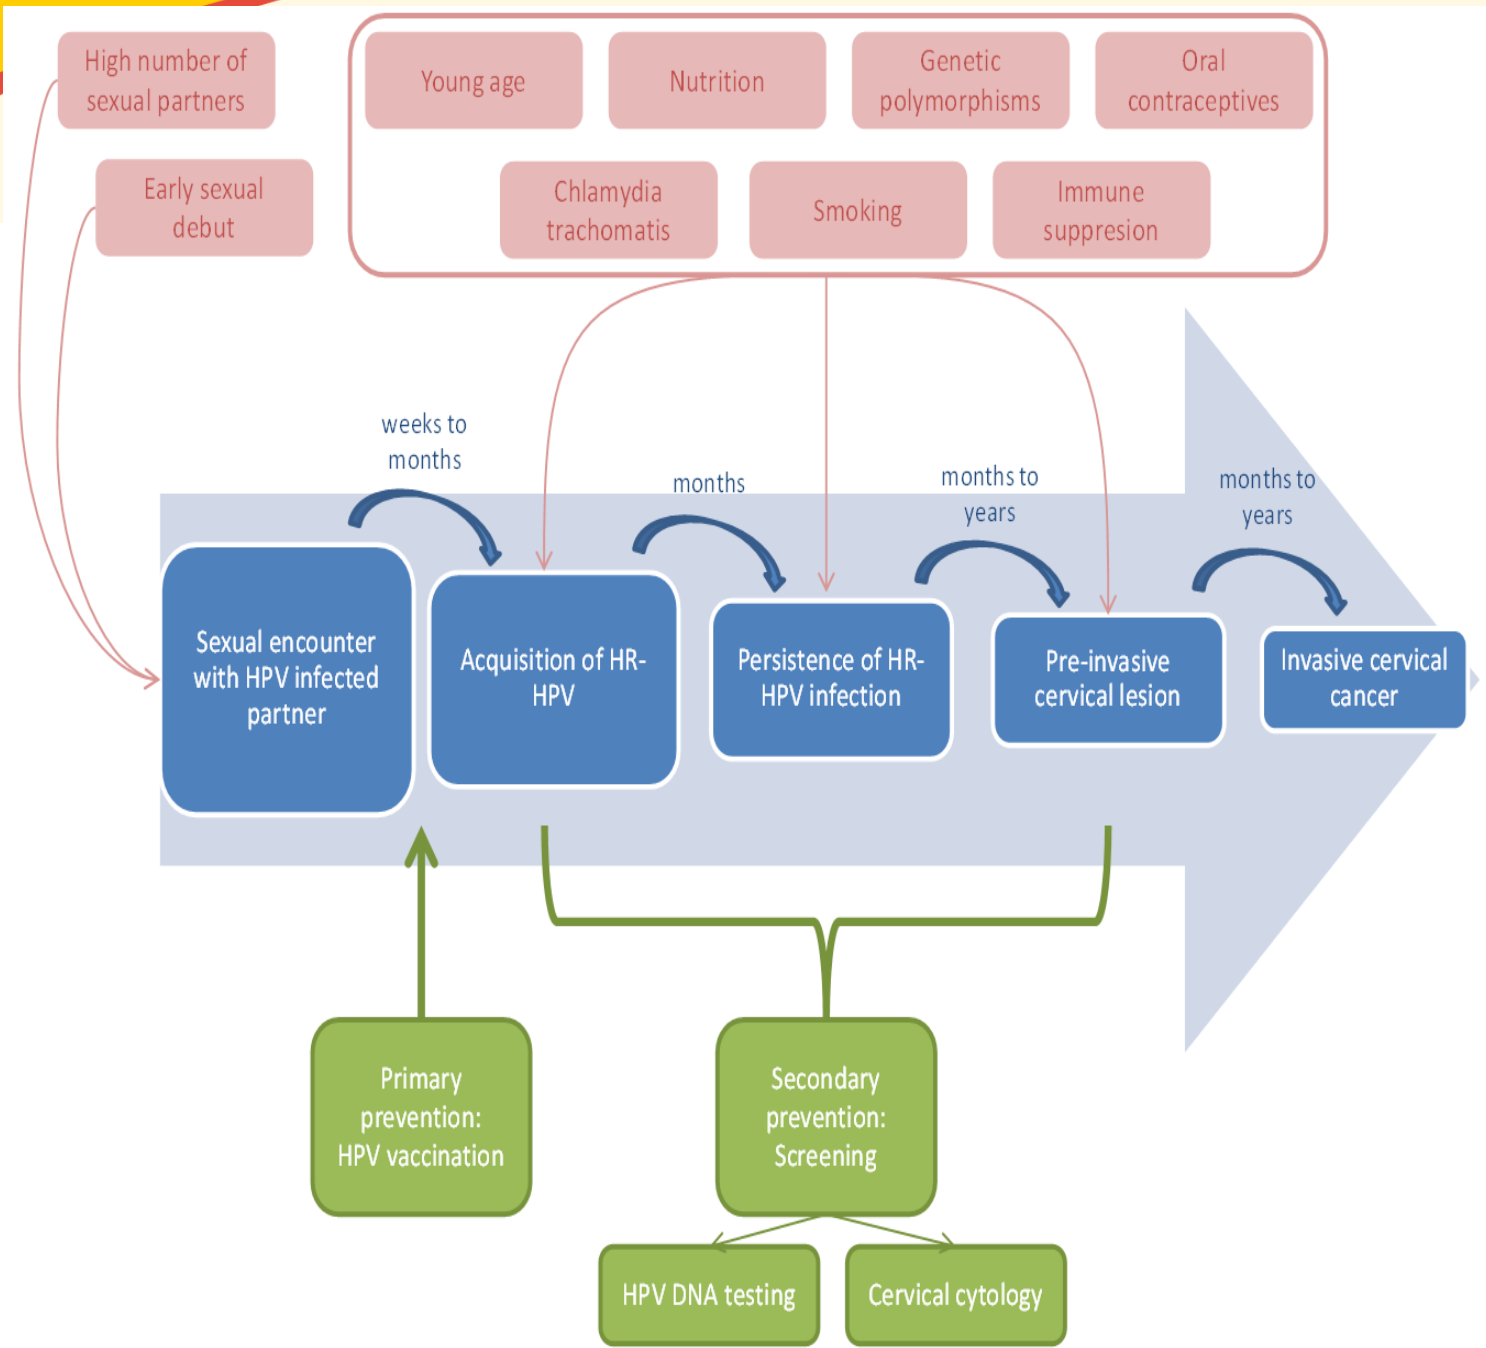 High number of
sexual partners
Young age
Nutrition
Genetic
polymorphisms
Oral
contraceptives
Early sexual
debut
Chlamydia
trachomatis
Smoking
Immune
suppresion
weeks to
months
months
months to
years
months to
years
Sexual encounter
with HPV infected
partner
Acquisition of HR-
HPV
Persistence of HR-
HPV infection
Pre-invasive
cervical lesion
Invasive cervical
cancer
Primary
prevention:
HPV vaccination
Secondary
prevention:
Screening
HPV DNA testing
Cervical cytology